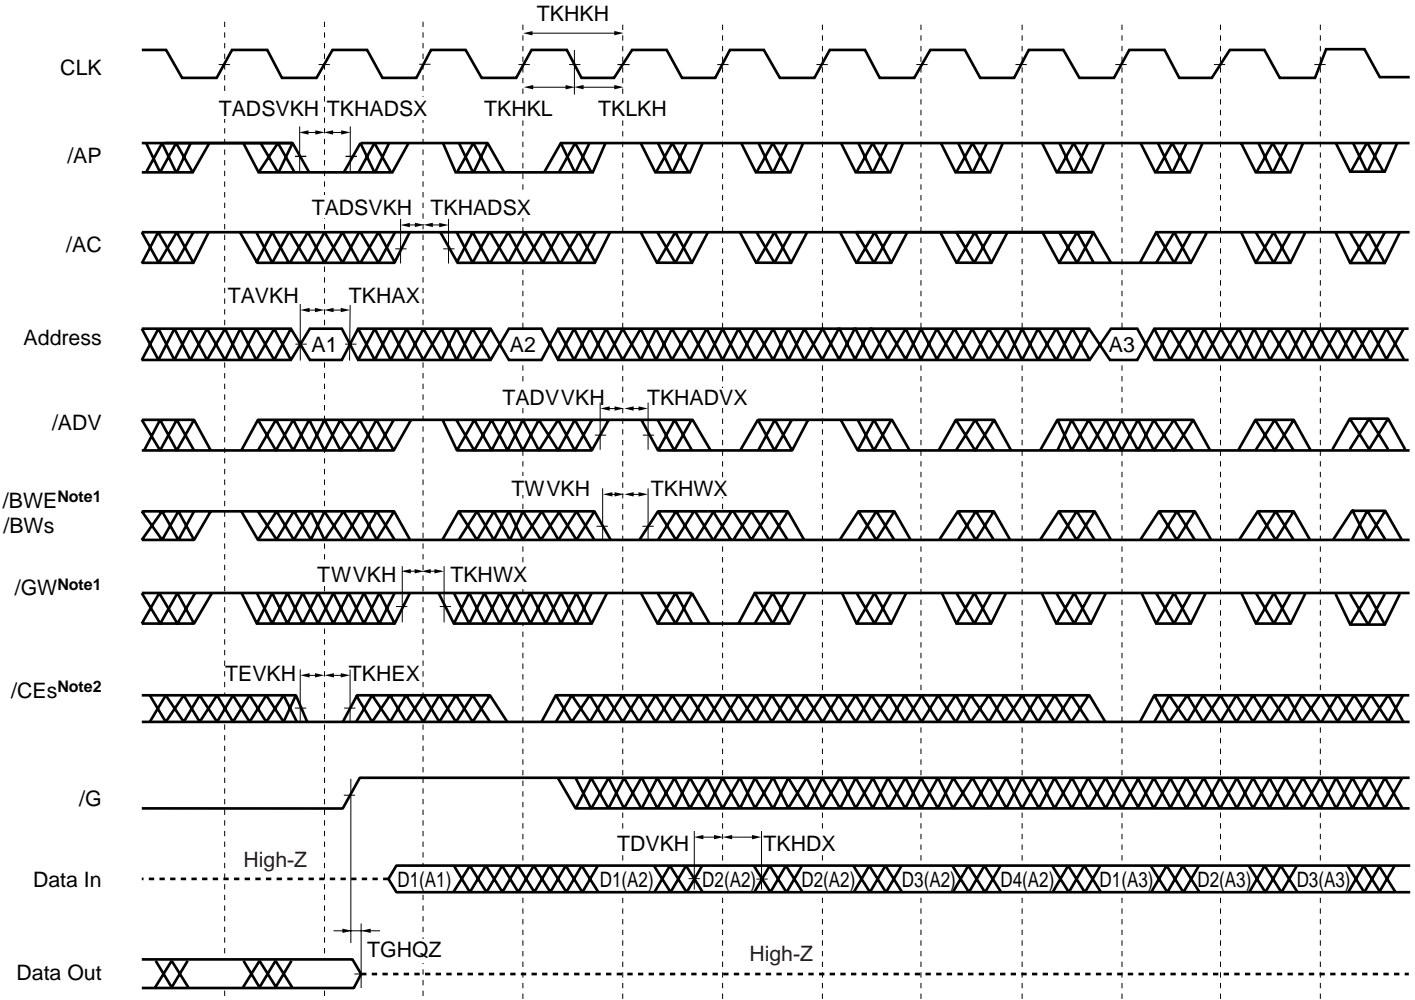 TKHKH
CLK
TADSVKH TKHADSX TKHKL TKLKH
/AP
TADSVKH TKHADSX
/AC
TAVKH TKHAX
Address A1 A2 A3
TADVVKH TKHADVX
/ADV
TWVKH TKHWX
/BWENote1
/BWs
TWVKH TKHWX
/GWNote1
TEVKH TKHEX
/CEsNote2
/G
TDVKH TKHDX
High-Z
Data In D1(A1) D1(A2) D2(A2) D2(A2) D3(A2) D4(A2) D1(A3) D2(A3) D3(A3)
TGHQZ High-Z
Data Out